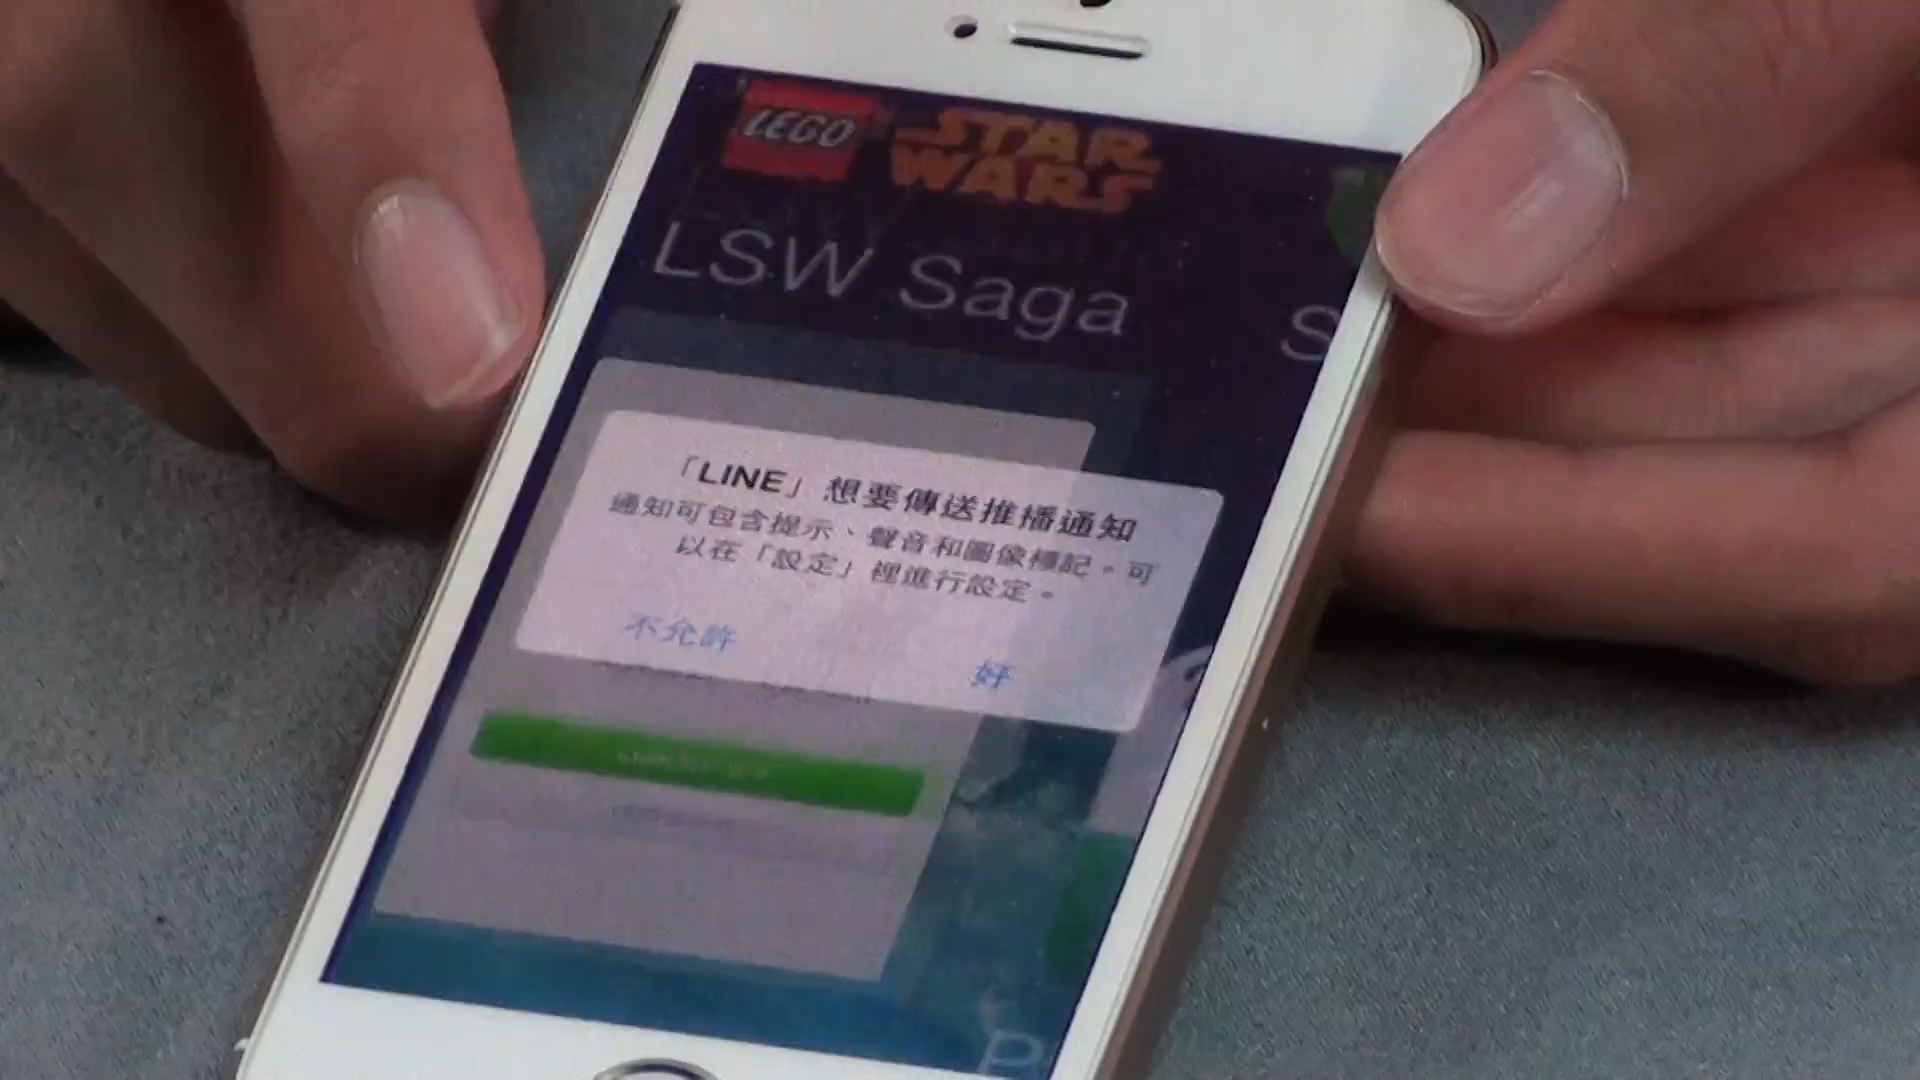 LEGO
STAR
WARS
LSW Saga
S
「LINE」想要傳送推播通知
通知可包含提示、聲音和圖像標記。可
以在「設定」裡進行設定。
不允許
好
P